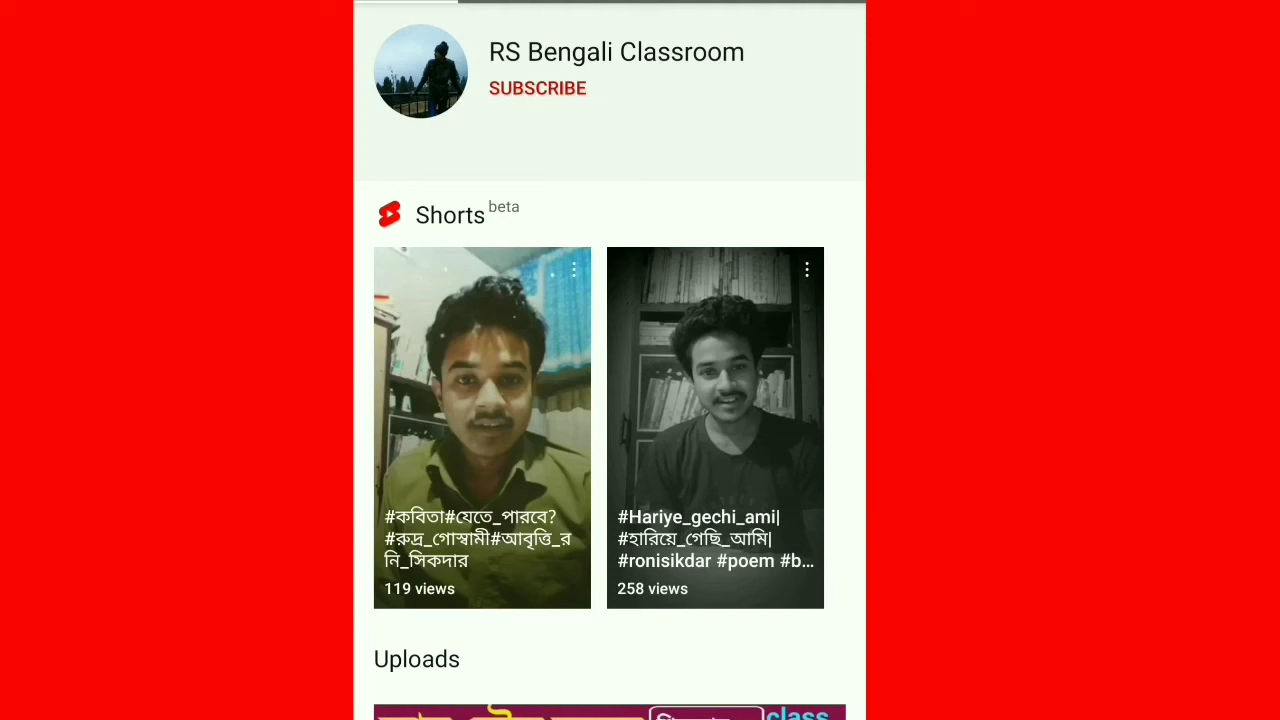 RS Bengali Classroom
SUBSCRIBE
Shorts beta
#কবিতা#যেতে_পারবে?
#রুদ্র_গোস্বামী#আবৃত্তি_র
নি_সিকদার
119 views
#Hariye_gechi_ami|
#হারিয়ে_গেছি_আমি|
#ronisikdar #poem #b...
258 views
Uploads
class